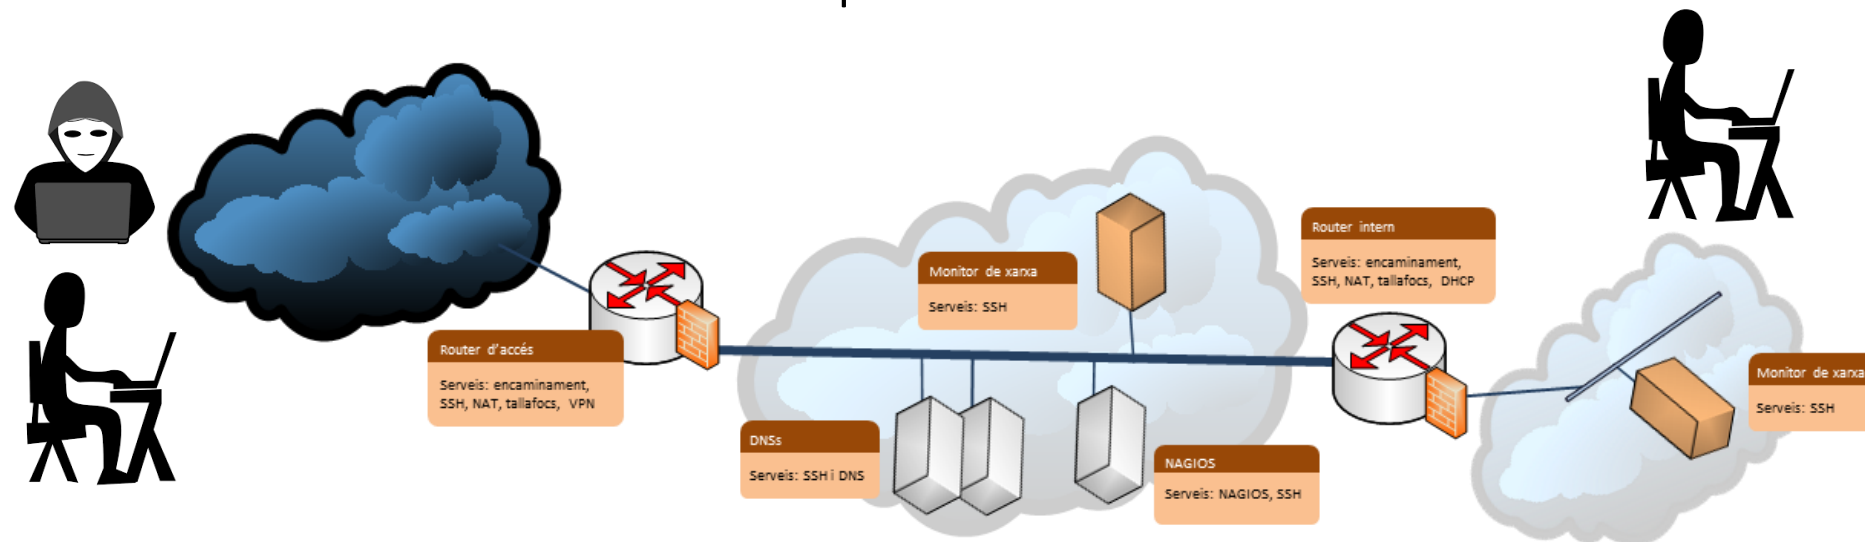 Router d'accés
Serveis: encaminament,
SSH, NAT, tallafocs, VPN
DNSs
Serveis: SSH i DNS
Monitor de xarxa
Serveis: SSH
NAGIOS
Serveis: NAGIOS, SSH
Router intern
Serveis: encaminament,
SSH, NAT, tallafocs, DHCP
Monitor de xarxa
Serveis: SSH